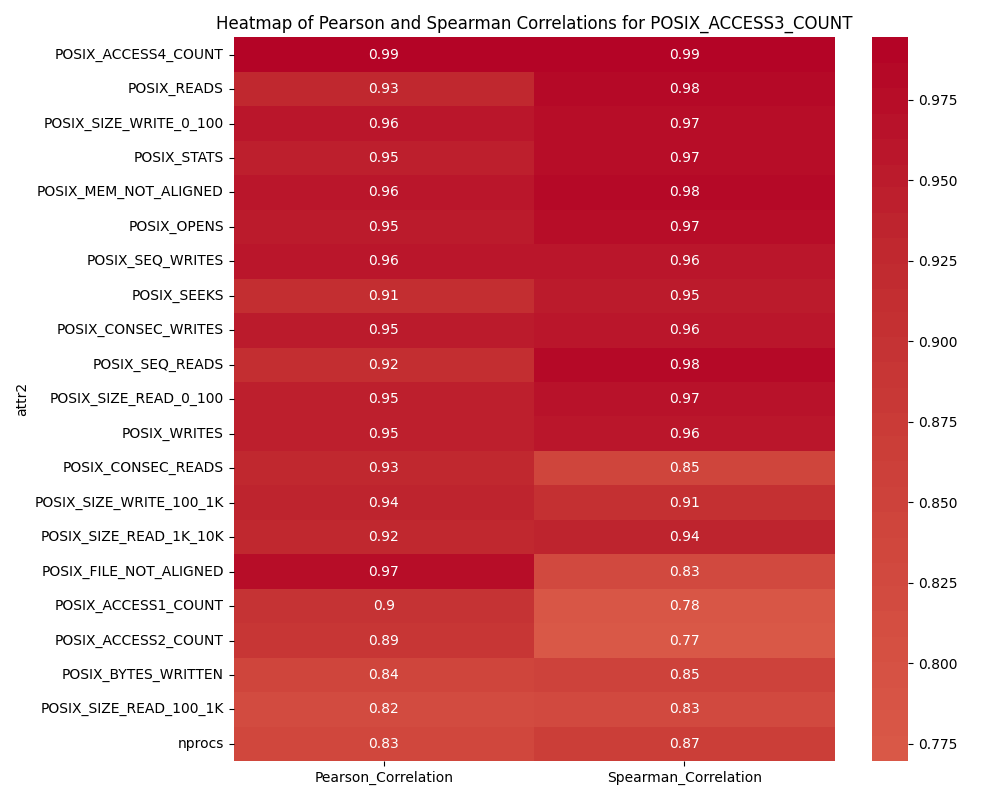 Heatmap of Pearson and Spearman Correlations for POSIX_ACCESS3_COUNT
attr2
POSIX_ACCESS4_COUNT 0.99 0.99
POSIX_READS 0.93 0.98
POSIX_SIZE_WRITE_0_100 0.96 0.97
POSIX_STATS 0.95 0.97
POSIX_MEM_NOT_ALIGNED 0.96 0.98
POSIX_OPENS 0.95 0.97
POSIX_SEQ_WRITES 0.96 0.96
POSIX_SEEKS 0.91 0.95
POSIX_CONSEC_WRITES 0.95 0.96
POSIX_SEQ_READS 0.92 0.98
POSIX_SIZE_READ_0_100 0.95 0.97
POSIX_WRITES 0.95 0.96
POSIX_CONSEC_READS 0.93 0.85
POSIX_SIZE_WRITE_100_1K 0.94 0.91
POSIX_SIZE_READ_1K_10K 0.92 0.94
POSIX_FILE_NOT_ALIGNED 0.97 0.83
POSIX_ACCESS1_COUNT 0.9 0.78
POSIX_ACCESS2_COUNT 0.89 0.77
POSIX_BYTES_WRITTEN 0.84 0.85
POSIX_SIZE_READ_100_1K 0.82 0.83
nprocs 0.83 0.87
Pearson_Correlation Spearman_Correlation
0.975
0.950
0.925
0.900
0.875
0.850
0.825
0.800
0.775